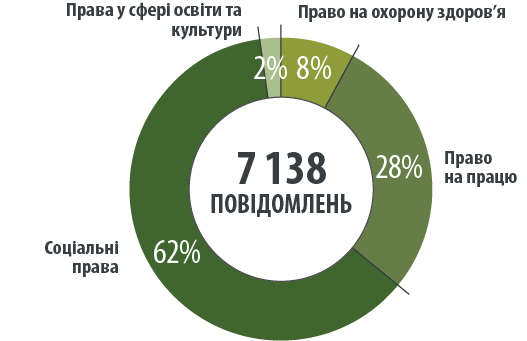 Права у сфері освіти та
культури
Право на охорону здоров’я
2%
8%
28%
Право
на працю
7 138
ПОВІДОМЛЕНЬ
Соціальні
права
62%